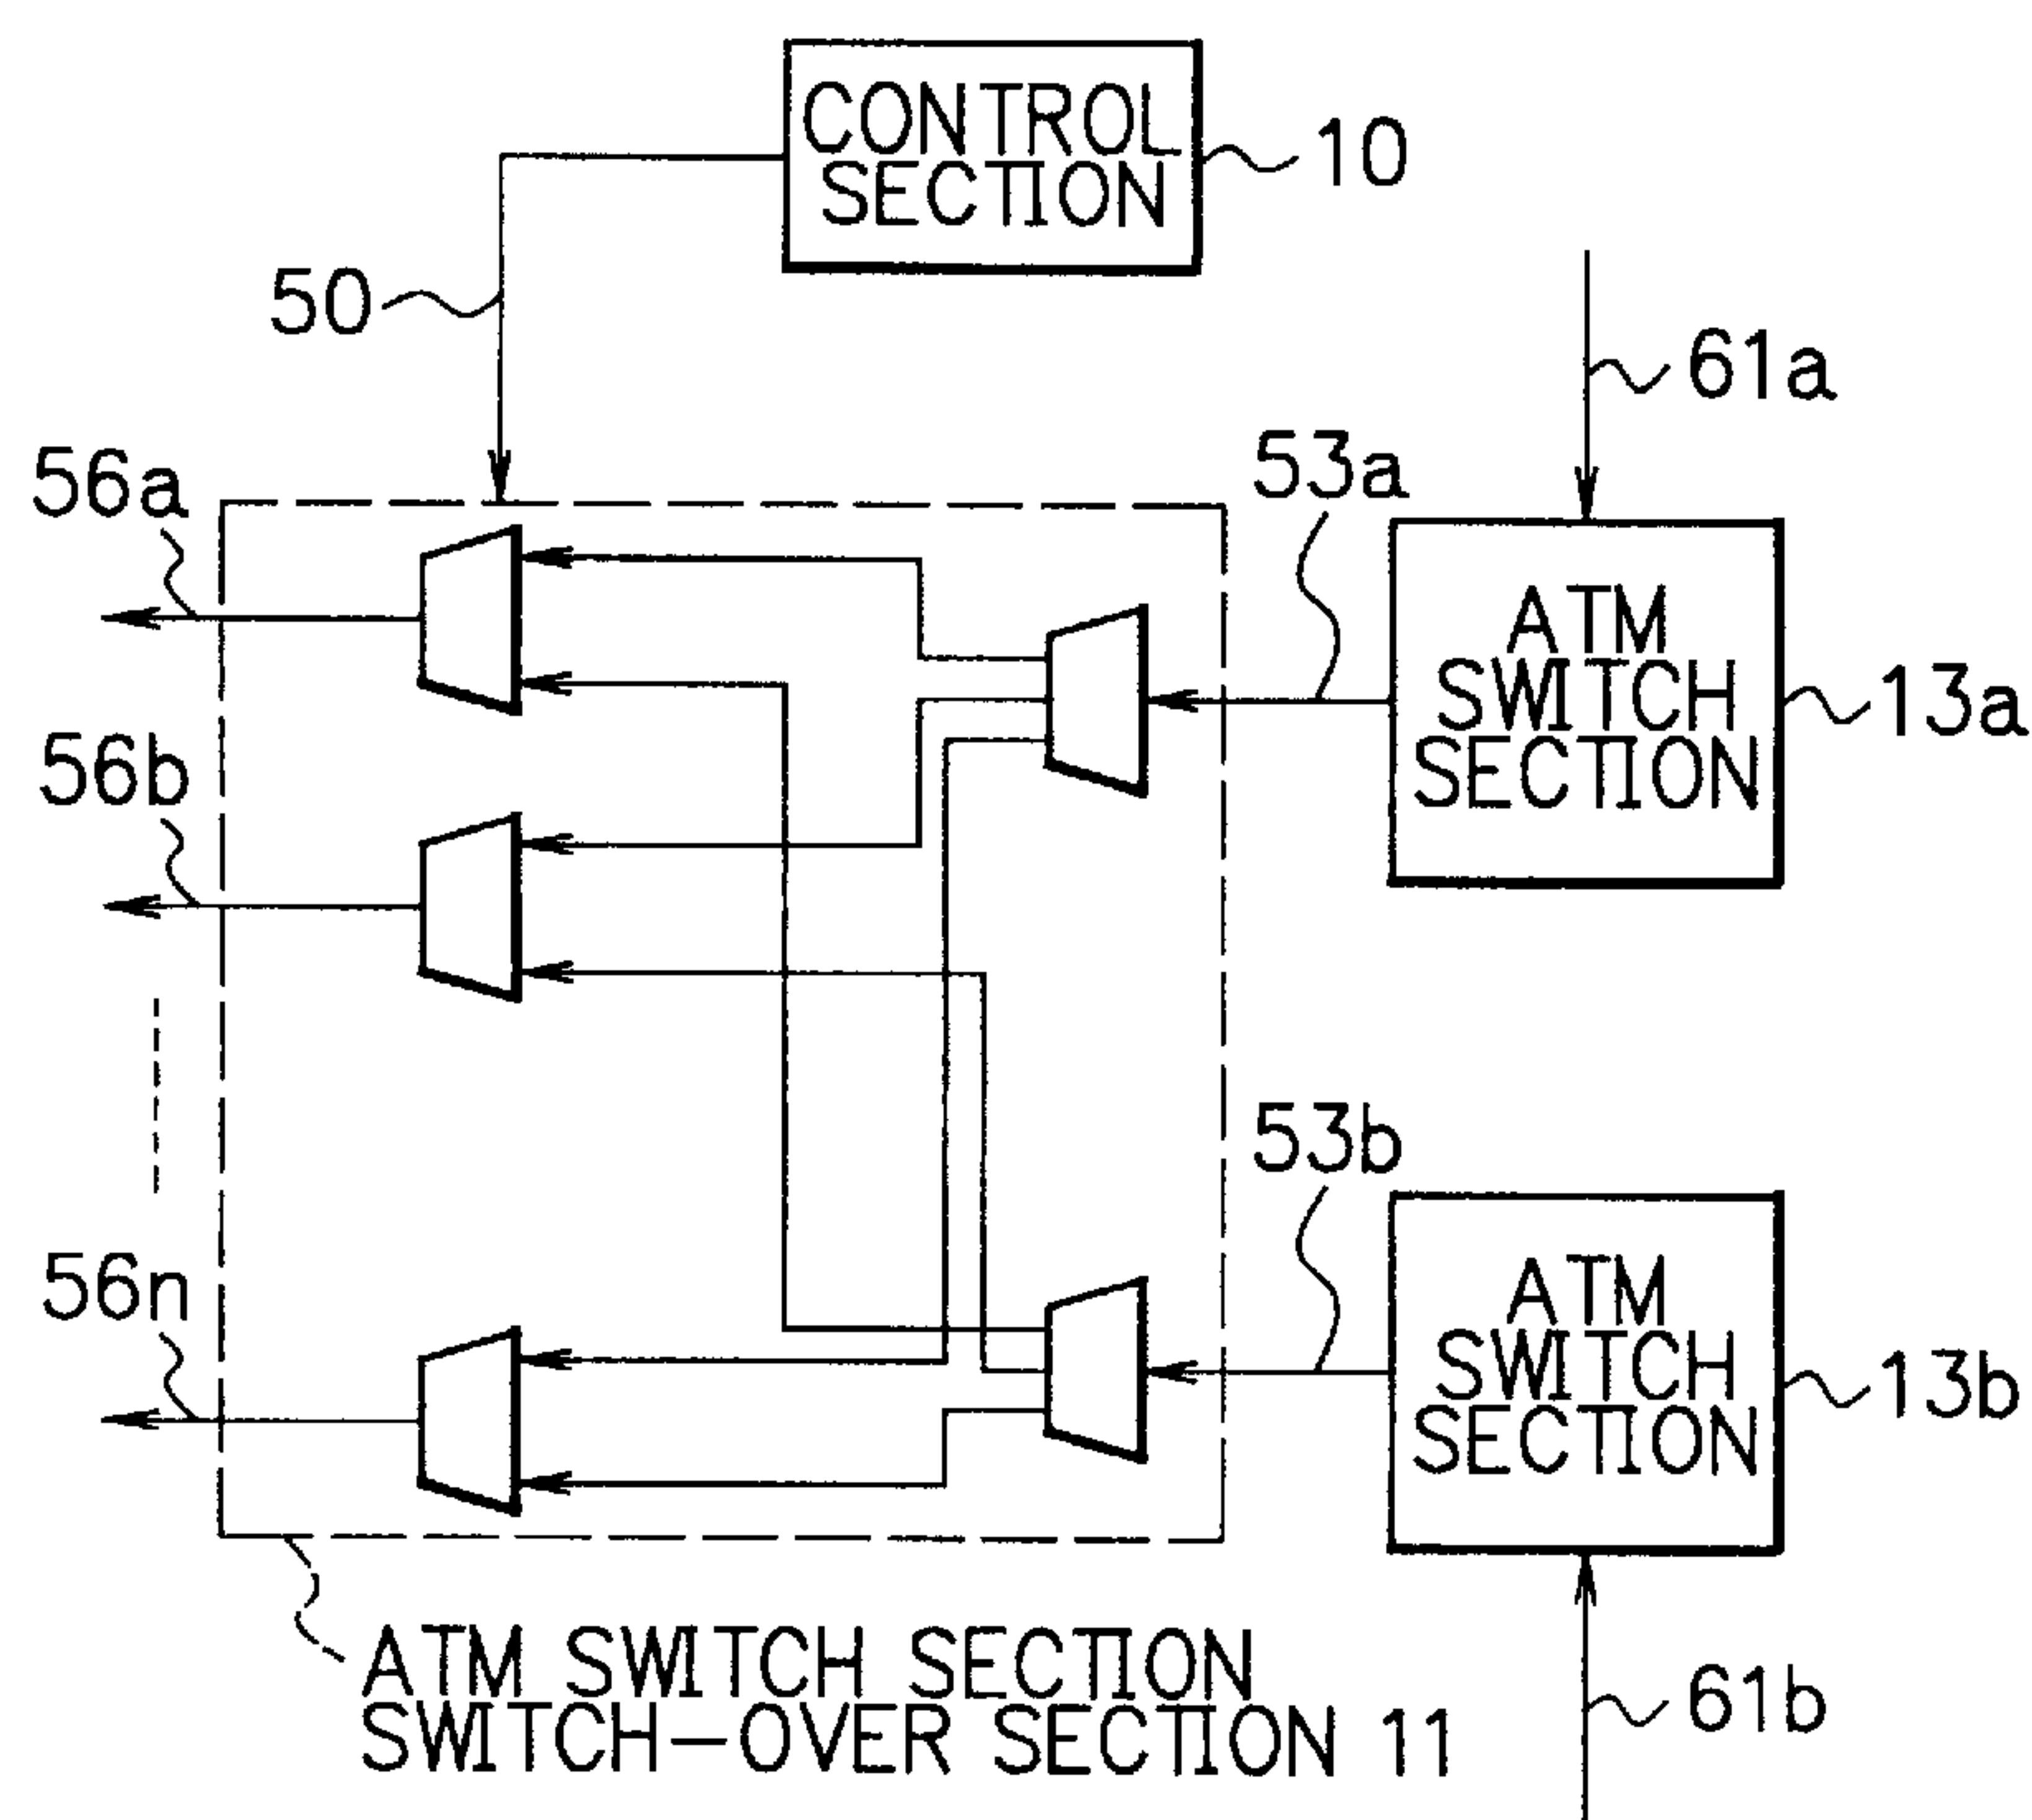 CONTROL
SECTION
10
50
61a
53a
56a
ATM
SWITCH
SECTION
13a
56b
53b
56n
ATM
SWITCH
SECTION
13b
ATM SWITCH SECTION
SWITCH-OVER SECTION 11
61b